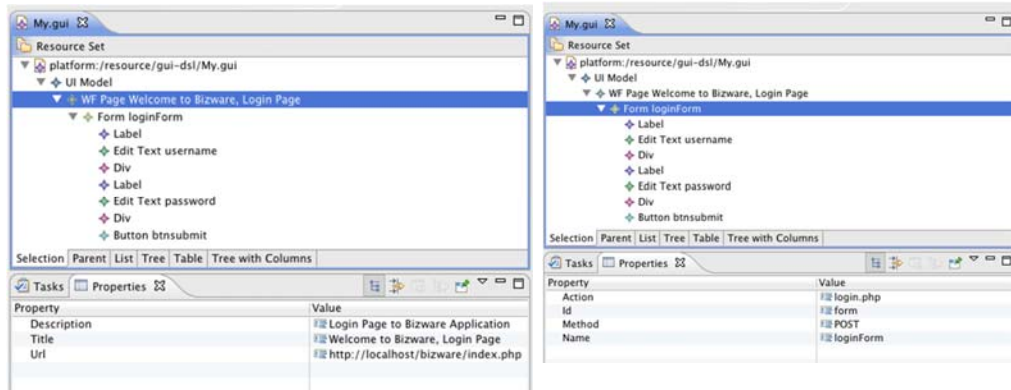 My.gui
Resource Set
platform:/resource/gui-dsl/My.gui
UI Model
WF Page Welcome to Bizware, Login Page
Form loginForm
Label
Edit Text username
Div
Label
Edit Text password
Div
Button btnsubmit
Selection Parent List Tree Table Tree with Columns
Tasks Properties
Property Value
Description Login Page to Bizware Application
Title Welcome to Bizware, Login Page
Url http://localhost/bizware/index.php
My.gui
Resource Set
platform:/resource/gui-dsl/My.gui
UI Model
WF Page Welcome to Bizware, Login Page
Form loginForm
Label
Edit Text username
Div
Label
Edit Text password
Div
Button btnsubmit
Selection Parent List Tree Table Tree with Columns
Tasks Properties
Property Value
Action login.php
Id form
Method POST
Name loginForm